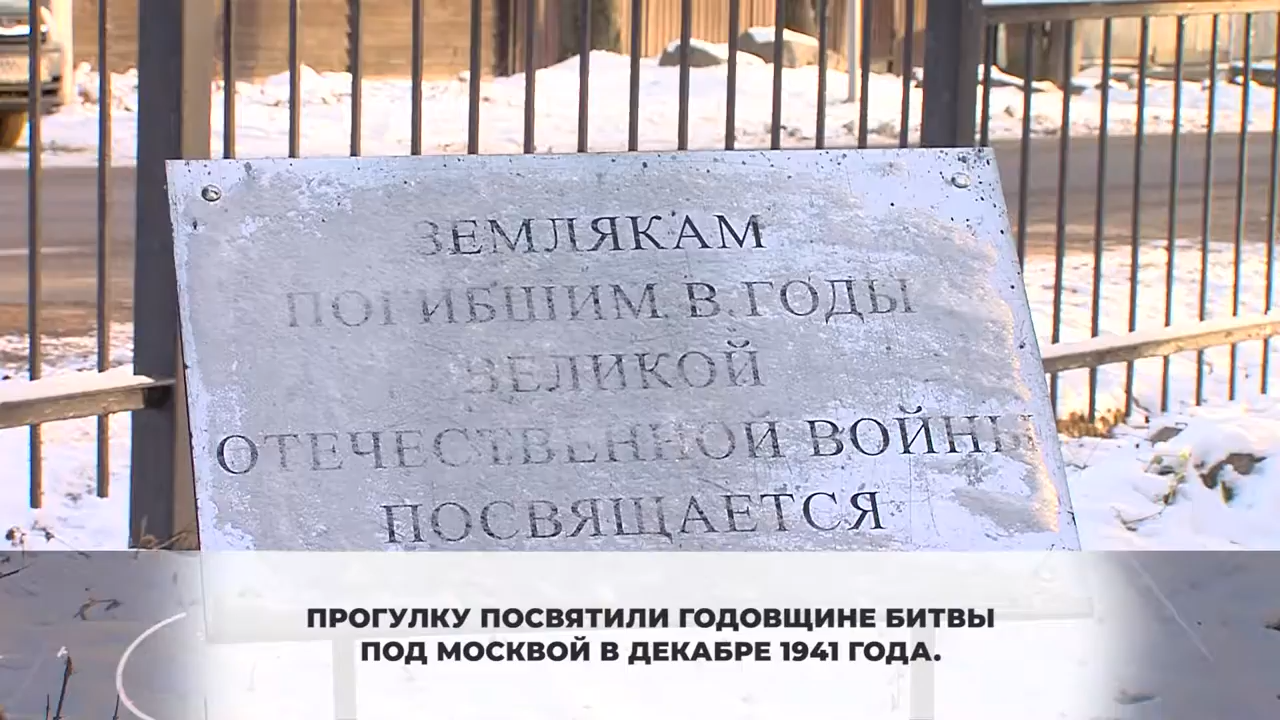 ЗЕМЛЯКАМ
ПОГИБШИМ В ГОДЫ
ВЕЛИКОЙ
ОТЕЧЕСТВЕННОЙ ВОЙНЫ
ПОСВЯЩАЕТСЯ
ПРОГУЛКУ ПОСВЯТИЛИ ГОДОВЩИНЕ БИТВЫ
ПОД МОСКВОЙ В ДЕКАБРЕ 1941 ГОДА.